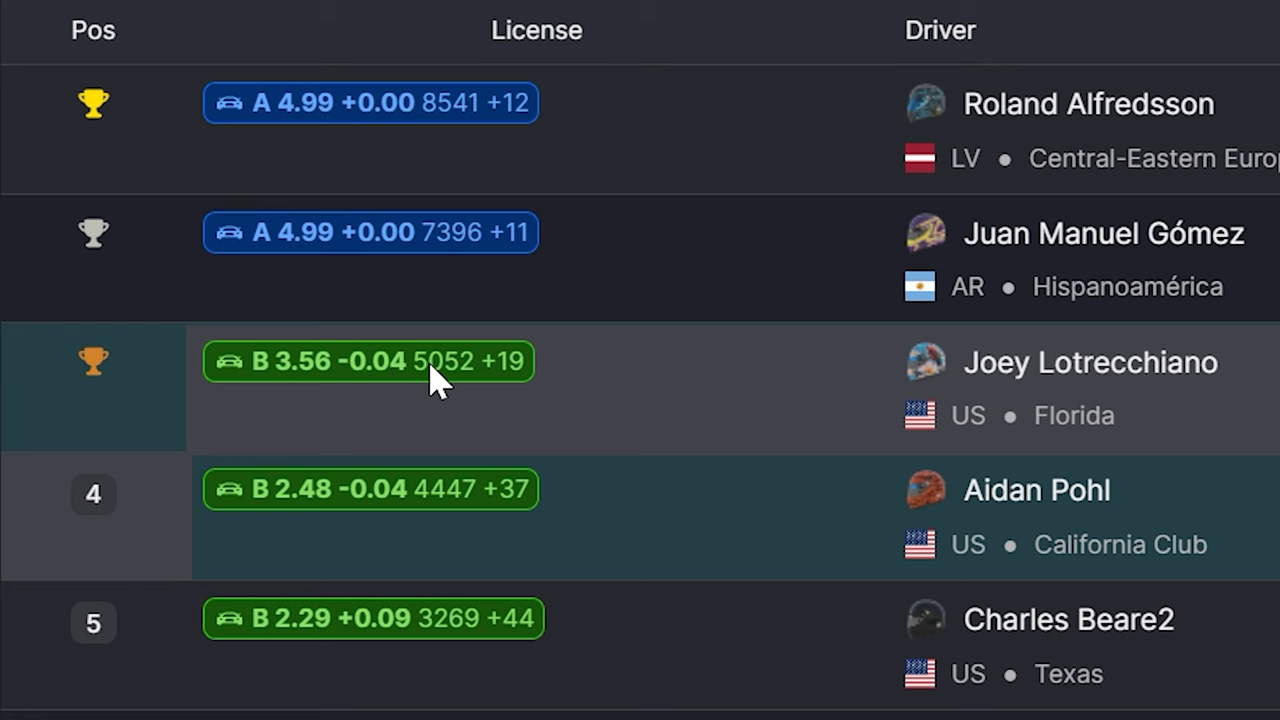 Pos License Driver
A 4.99 +0.00 8541 +12 Roland Alfredsson
LV • Central-Eastern
A 4.99 +0.00 7396 +11 Juan Manuel Gómez
AR • Hispanoamérica
B 3.56 -0.04 5052 +19 Joey Lotrecchiano
US • Florida
4 B 2.48 -0.04 4447 +37 Aidan Pohl
US • California Club
5 B 2.29 +0.09 3269 +44 Charles Beare2
US • Texas